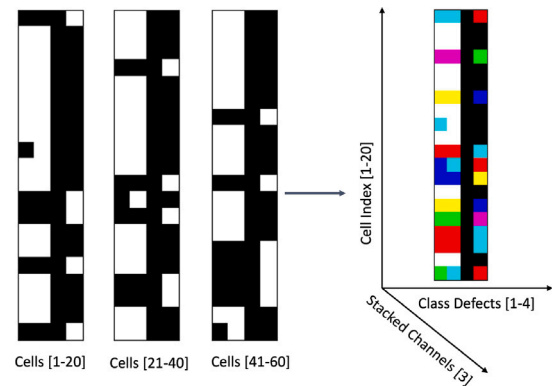 Cells [1-20]
Cells [21-40]
Cells [41-60]
Cell Index [1-20]
Class Defects [1-4]
Stacked Channels [3]